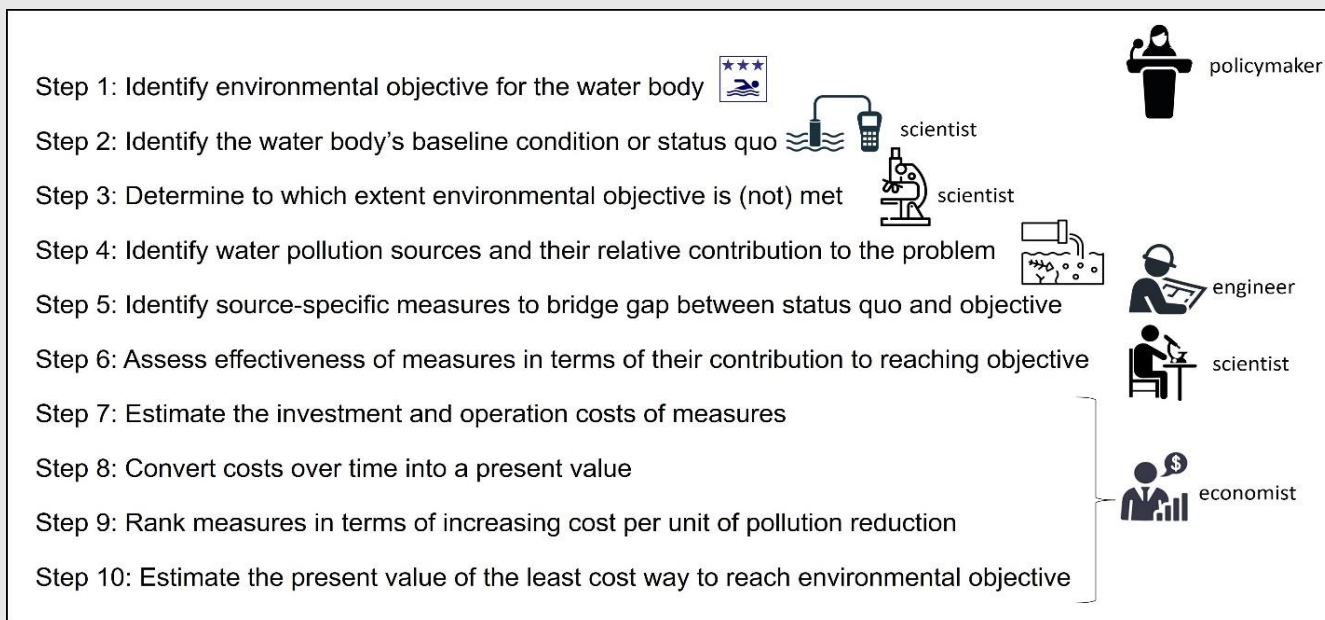 policymaker
Step 1: Identify environmental objective for the water body
Step 2: Identify the water body's baseline condition or status quo
scientist
Step 3: Determine to which extent environmental objective is (not) met
scientist
Step 4: Identify water pollution sources and their relative contribution to the problem
Step 5: Identify source-specific measures to bridge gap between status quo and objective
engineer
Step 6: Assess effectiveness of measures in terms of their contribution to reaching objective
scientist
Step 7: Estimate the investment and operation costs of measures
Step 8: Convert costs over time into a present value
$
economist
Step 9: Rank measures in terms of increasing cost per unit of pollution reduction
Step 10: Estimate the present value of the least cost way to reach environmental objective